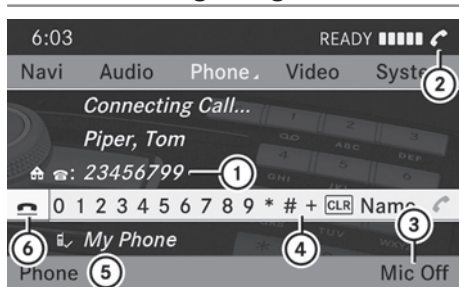 6:03 READY
2
Navi Audio Phone Video Syste
Connecting Call...
Piper, Tom
: 23456799 1
0 1 2 3 4 5 6 7 8 9 * # + CLR Name
6 My Phone 4 3
Phone 5 Mic Off